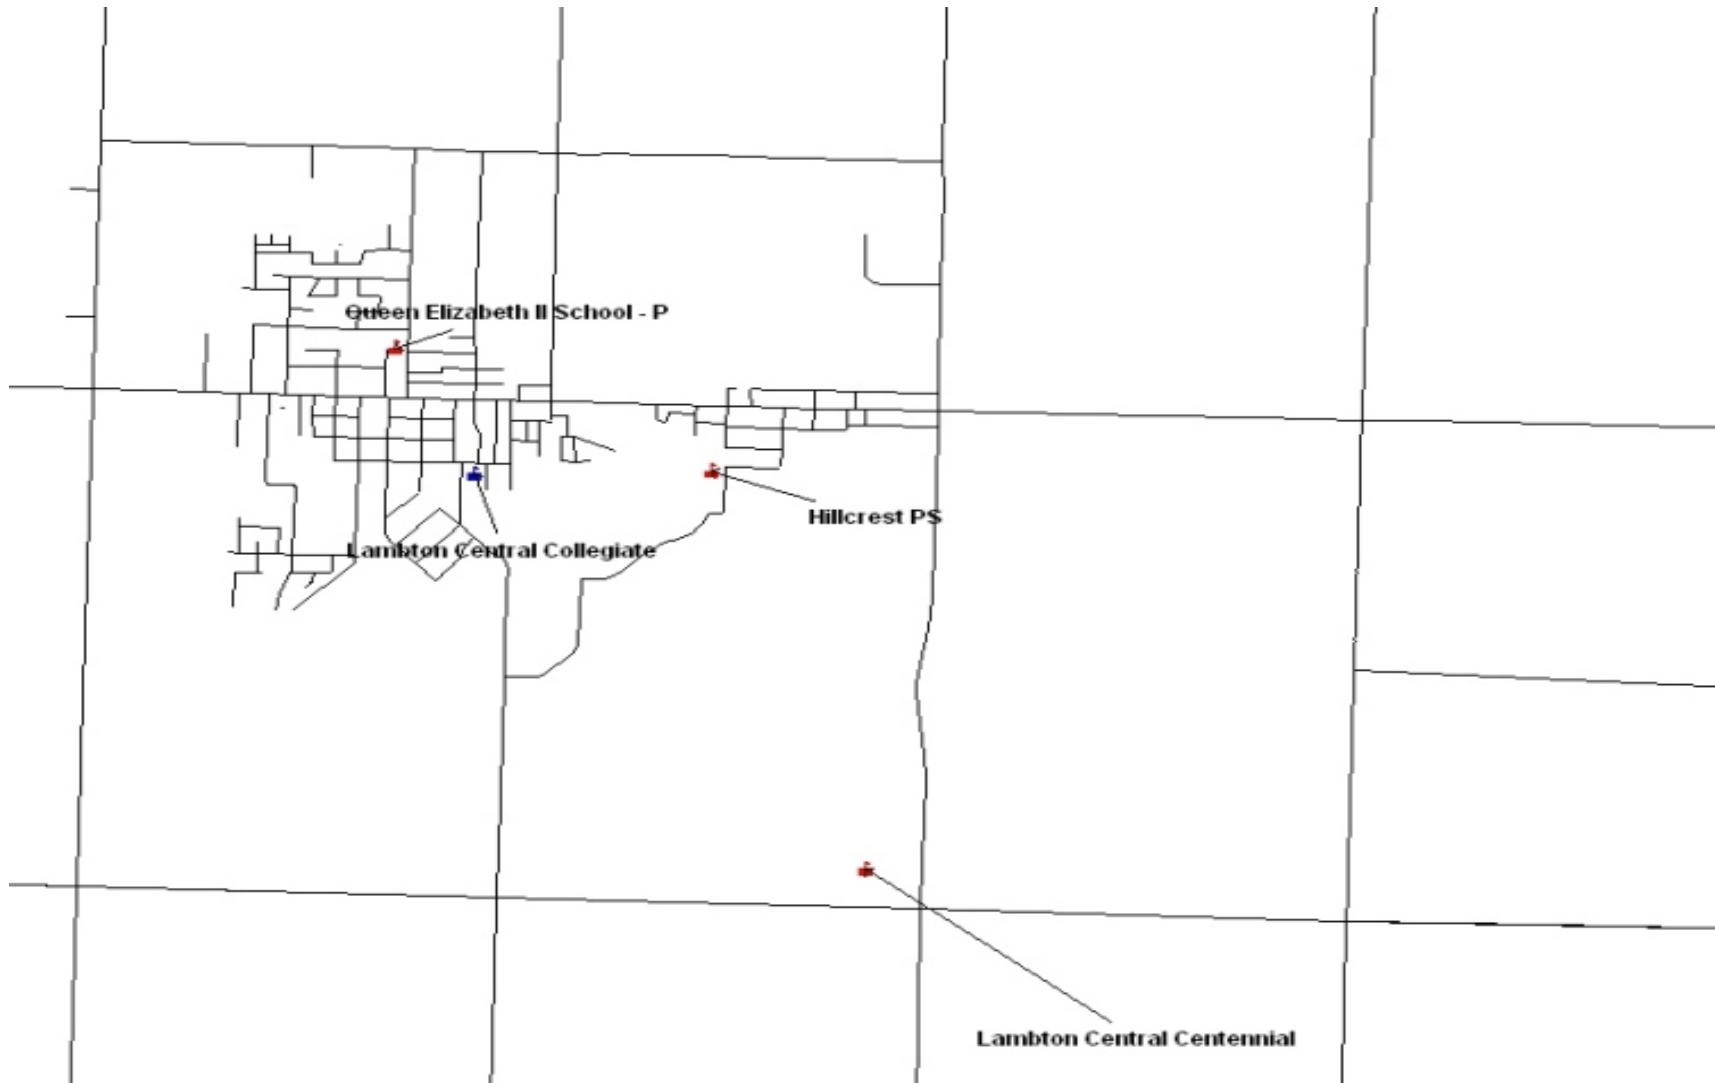 Queen Elizabeth II School - P
Hillcrest PS
Lambton Central Collegiate
Lambton Central Centennial